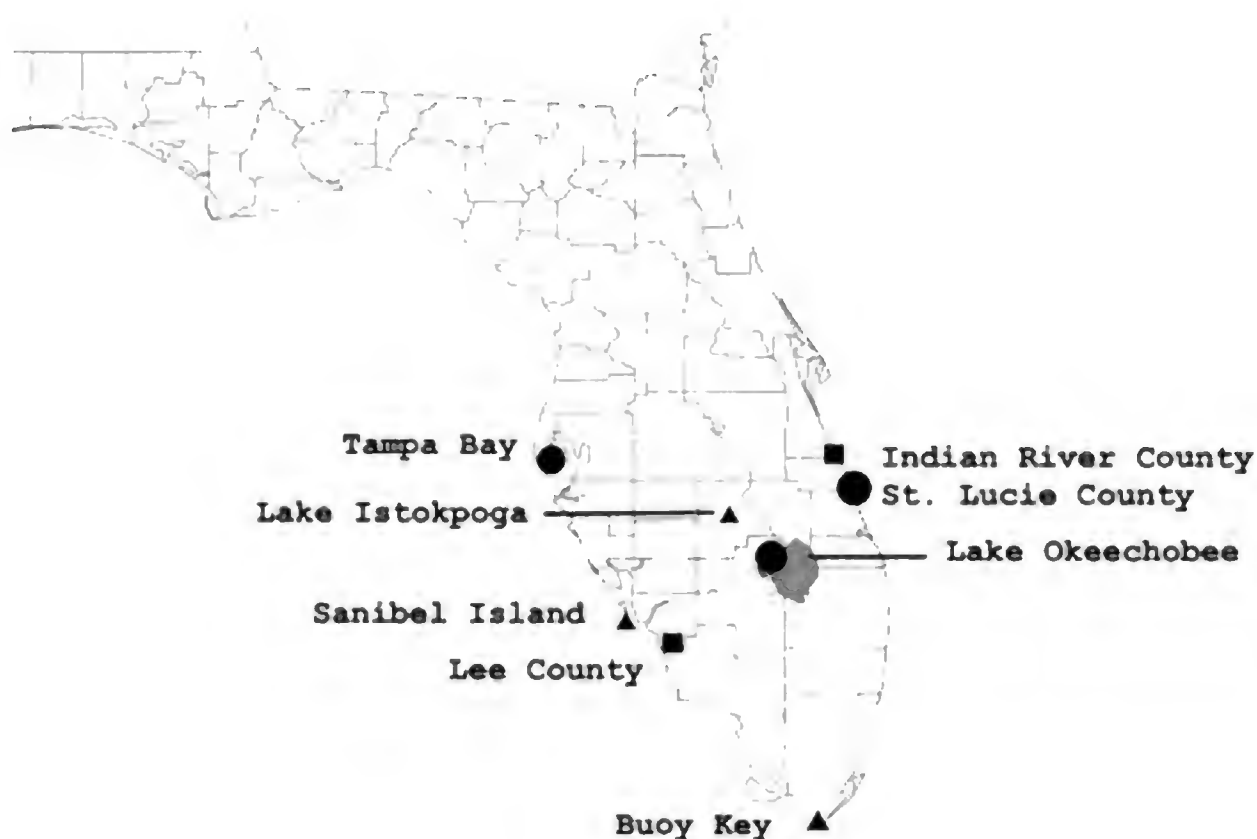 Tampa Bay
Indian River County
St. Lucie County
Lake Istokpoga
Lake Okeechobee
Sanibel Island
Lee County
Buoy Key